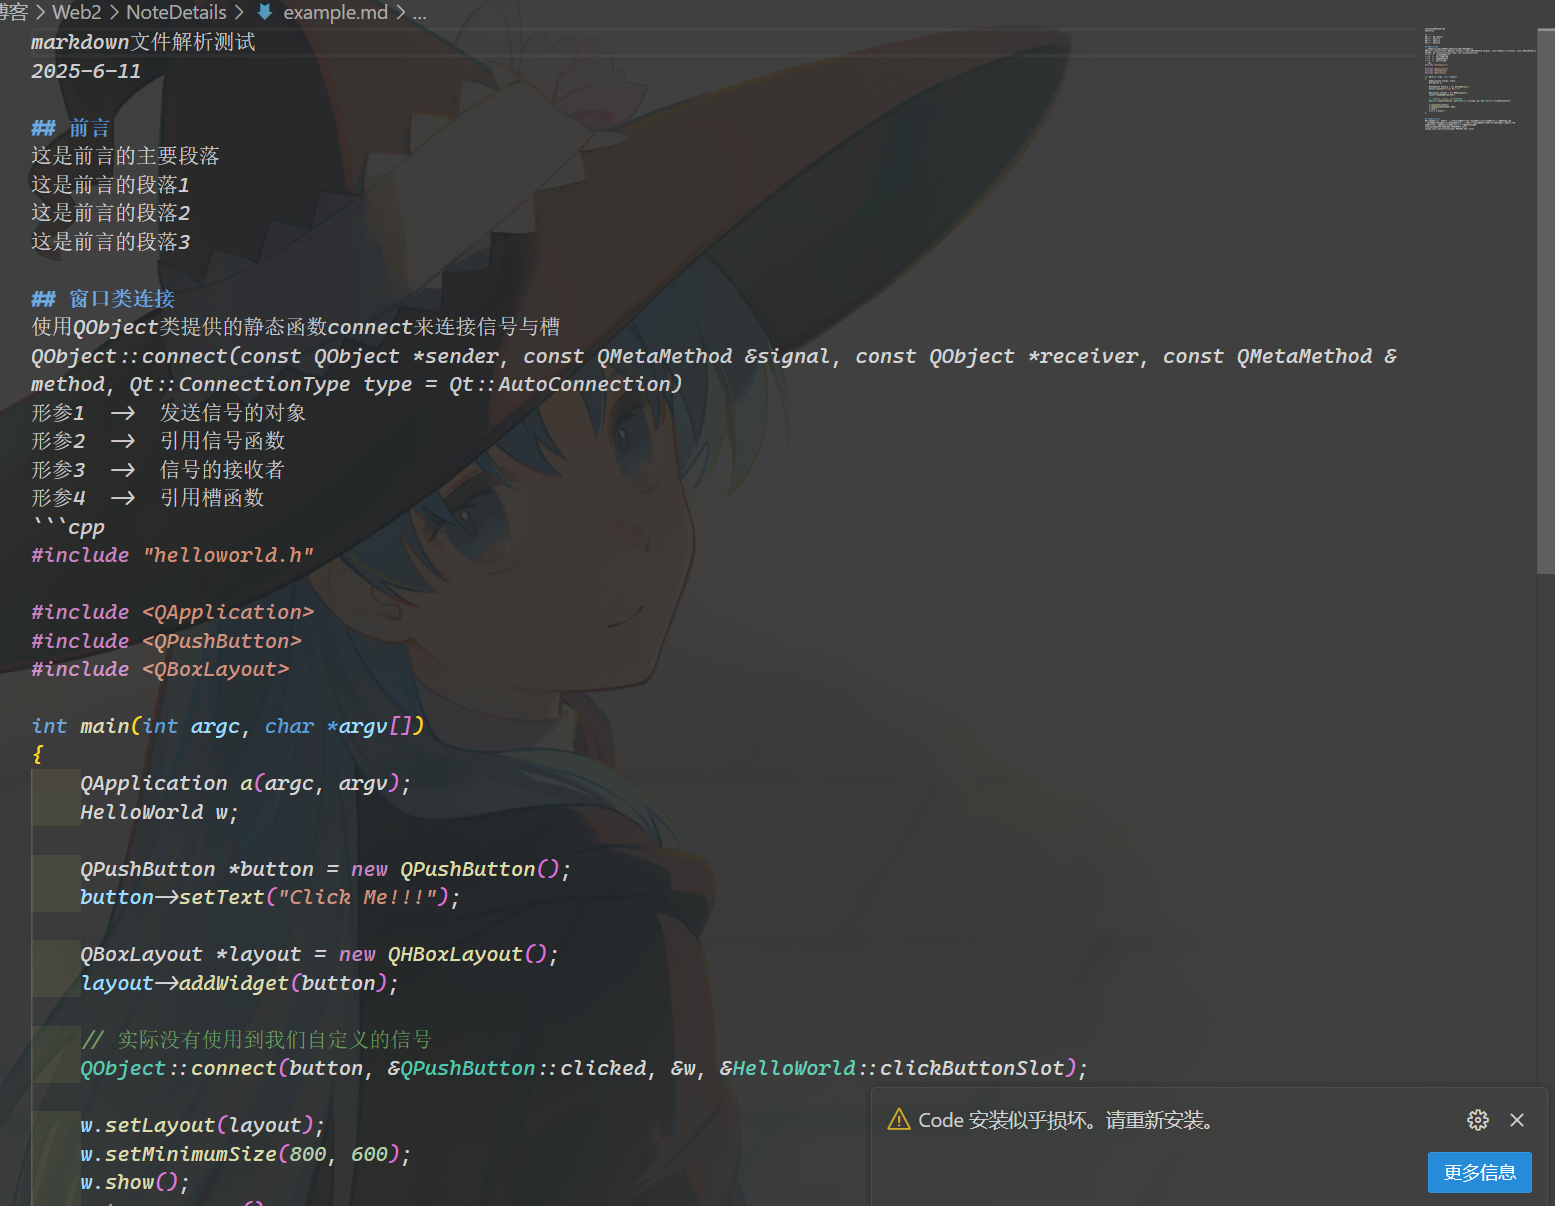 博客 > Web2 > NoteDetails > example.md > ...
markdown文件解析测试
2025-6-11
## 前言
这是前言的主要段落
这是前言的段落1
这是前言的段落2
这是前言的段落3
## 窗口类连接
使用QObject类提供的静态函数connect来连接信号与槽
QObject::connect(const QObject *sender, const QMetaMethod &signal, const QObject *receiver, const QMetaMethod &
method, Qt::ConnectionType type = Qt::AutoConnection)
形参1  -->  发送信号的对象
形参2  -->  引用信号函数
形参3  -->  信号的接收者
形参4  -->  引用槽函数
```cpp
#include "helloworld.h"
#include <QApplication>
#include <QPushButton>
#include <QBoxLayout>
int main(int argc, char *argv[])
{
QApplication a(argc, argv);
HelloWorld w;
QPushButton *button = new QPushButton();
button->setText("Click Me!!!");
QBoxLayout *layout = new QHBoxLayout();
layout->addWidget(button);
// 实际没有使用到我们自定义的信号
QObject::connect(button, &QPushButton::clicked, &w, &HelloWorld::clickButtonSlot);
w.setLayout(layout);
w.setMinimumSize(800, 600);
w.show();
Code 安装似乎损坏。请重新安装。
更多信息